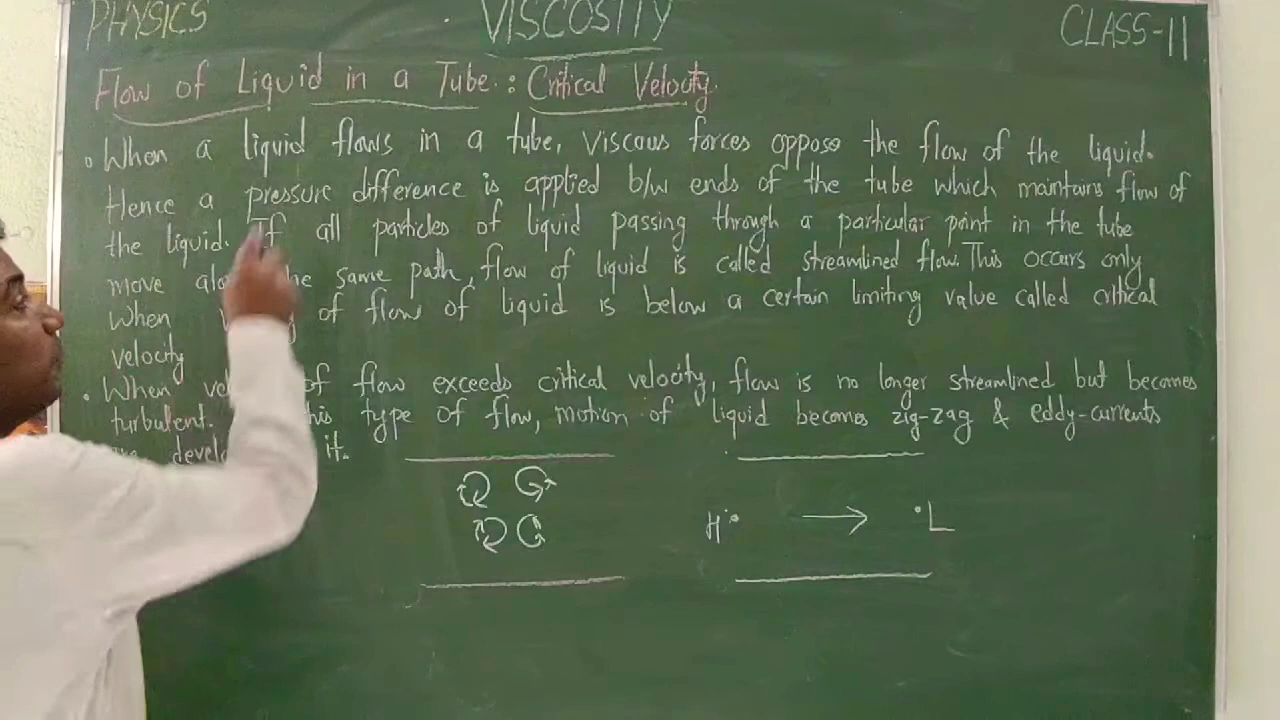 PHYSICS VISCOSITY CLASS-11
Flow of Liquid in a Tube : Critical Velocity
• When a liquid flows in a tube, viscous forces oppose the flow of the liquid.
Hence a pressure difference is applied b/w ends of the tube which maintains flow of
the liquid. If all particles of liquid passing through a particular point in the tube
move the same path, flow of liquid is called streamlined flow. This occurs only
when of flow of liquid is below a certain limiting value called critical
velocity
• When of flow exceeds critical velocity, flow is no longer streamlined but becomes
turbulent. this type of flow, motion of liquid becomes zig-zag & eddy-currents
it.
H L